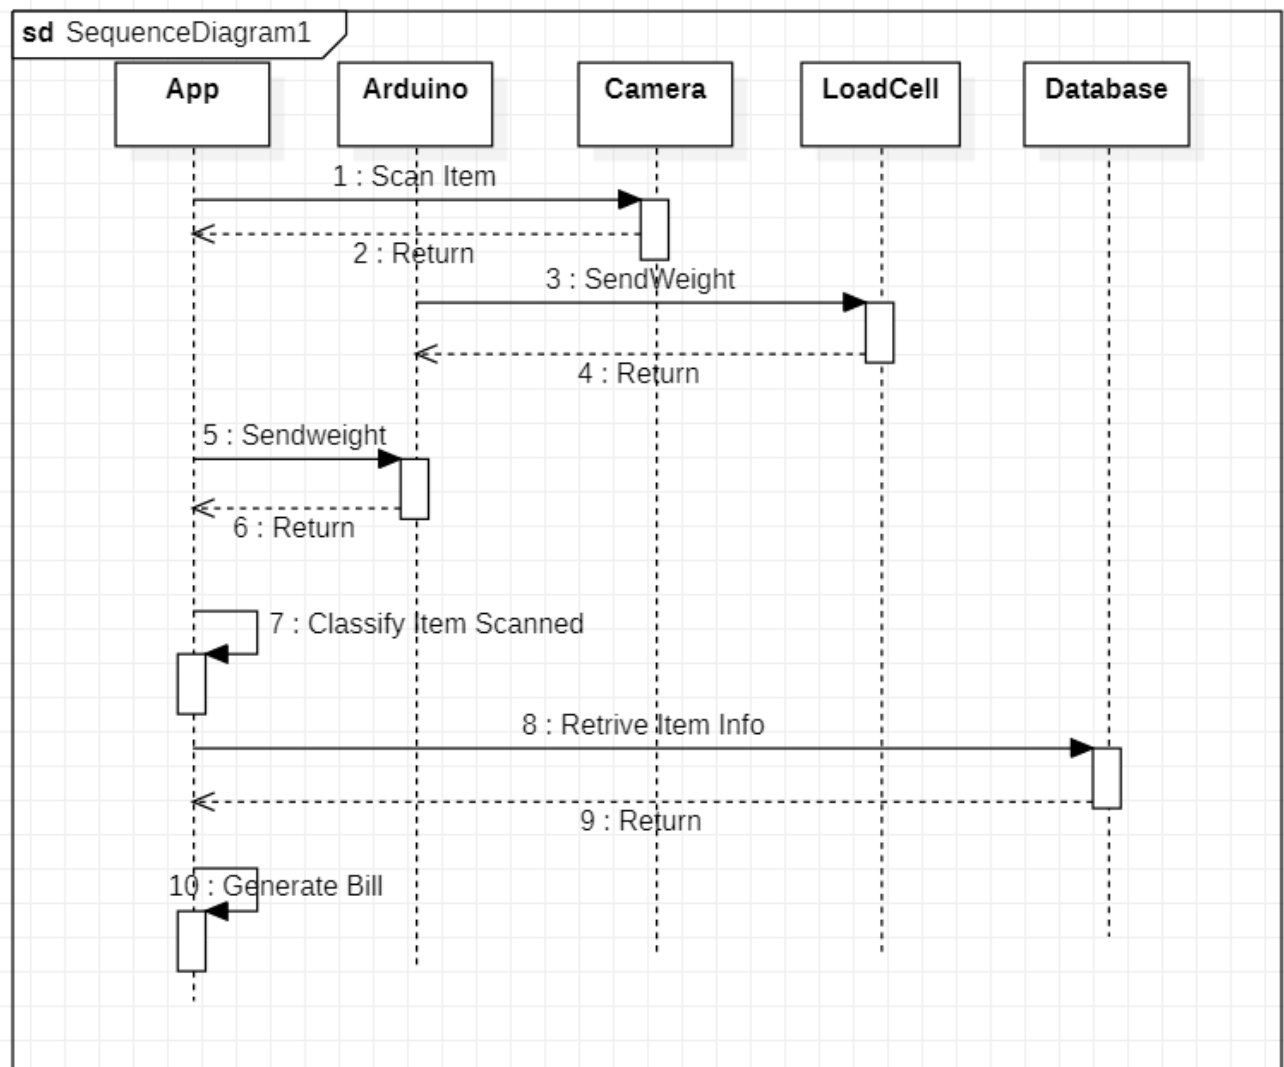 sd SequenceDiagram1
App
Arduino
Camera
LoadCell
Database
1 : Scan Item
2 : Return
3 : SendWeight
4 : Return
5 : Sendweight
6 : Return
7 : Classify Item Scanned
8 : Retrive Item Info
9 : Return
10 : Generate Bill